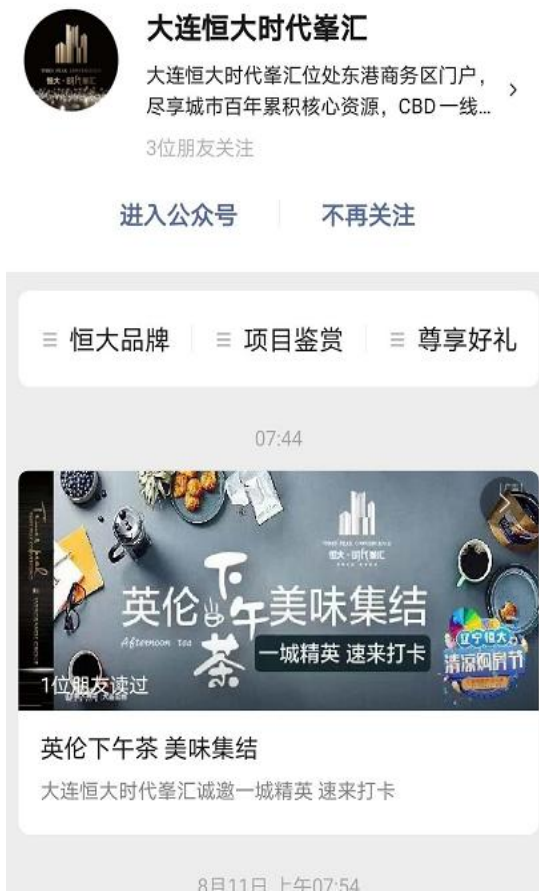 大连恒大时代峯汇
大连恒大时代峯汇位处东港商务区门户，
尽享城市百年累积核心资源，CBD一线...
3位朋友关注
进入公众号
不再关注
恒大品牌
项目鉴赏
尊享好礼
07:44
恒大·时代峯汇
英伦下午茶美味集结
Afternoon tea
一城精英 速来打卡
辽宁恒大
清凉购房节
1位朋友读过
英伦下午茶 美味集结
大连恒大时代峯汇诚邀一城精英 速来打卡
8月11日 上午07:54